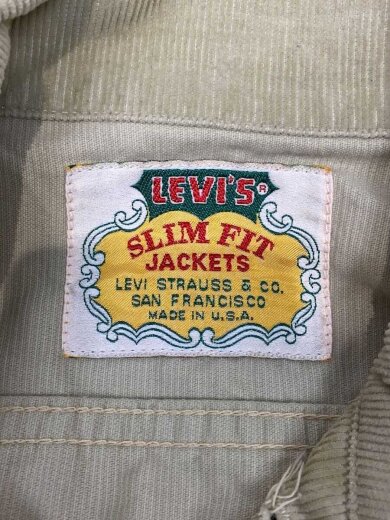 LEVI'S®
SLIM FIT
JACKETS
LEVI STRAUSS & CO.
SAN FRANCISCO
MADE IN U.S.A.